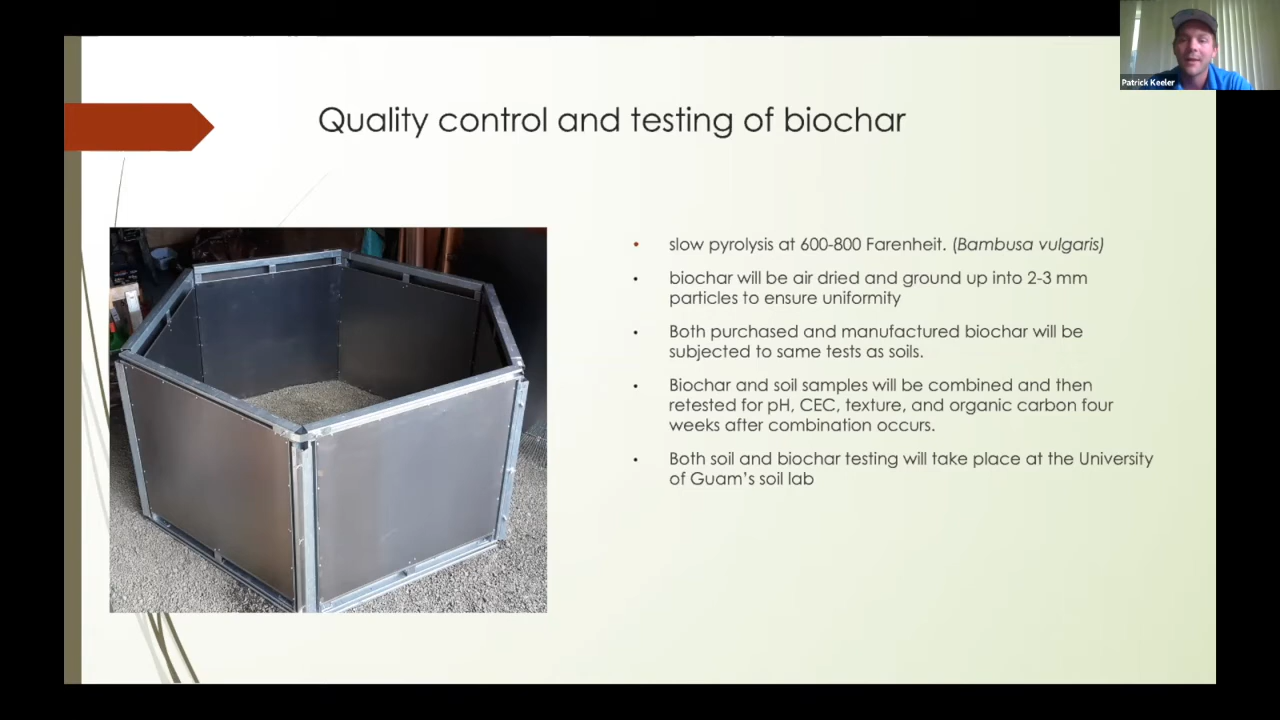 Patrick Keeler
Quality control and testing of biochar
• slow pyrolysis at 600-800 Farenheit. (Bambusa vulgaris)
• biochar will be air dried and ground up into 2-3 mm
particles to ensure uniformity
• Both purchased and manufactured biochar will be
subjected to same tests as soils.
• Biochar and soil samples will be combined and then
retested for pH, CEC, texture, and organic carbon four
weeks after combination occurs.
• Both soil and biochar testing will take place at the University
of Guam's soil lab